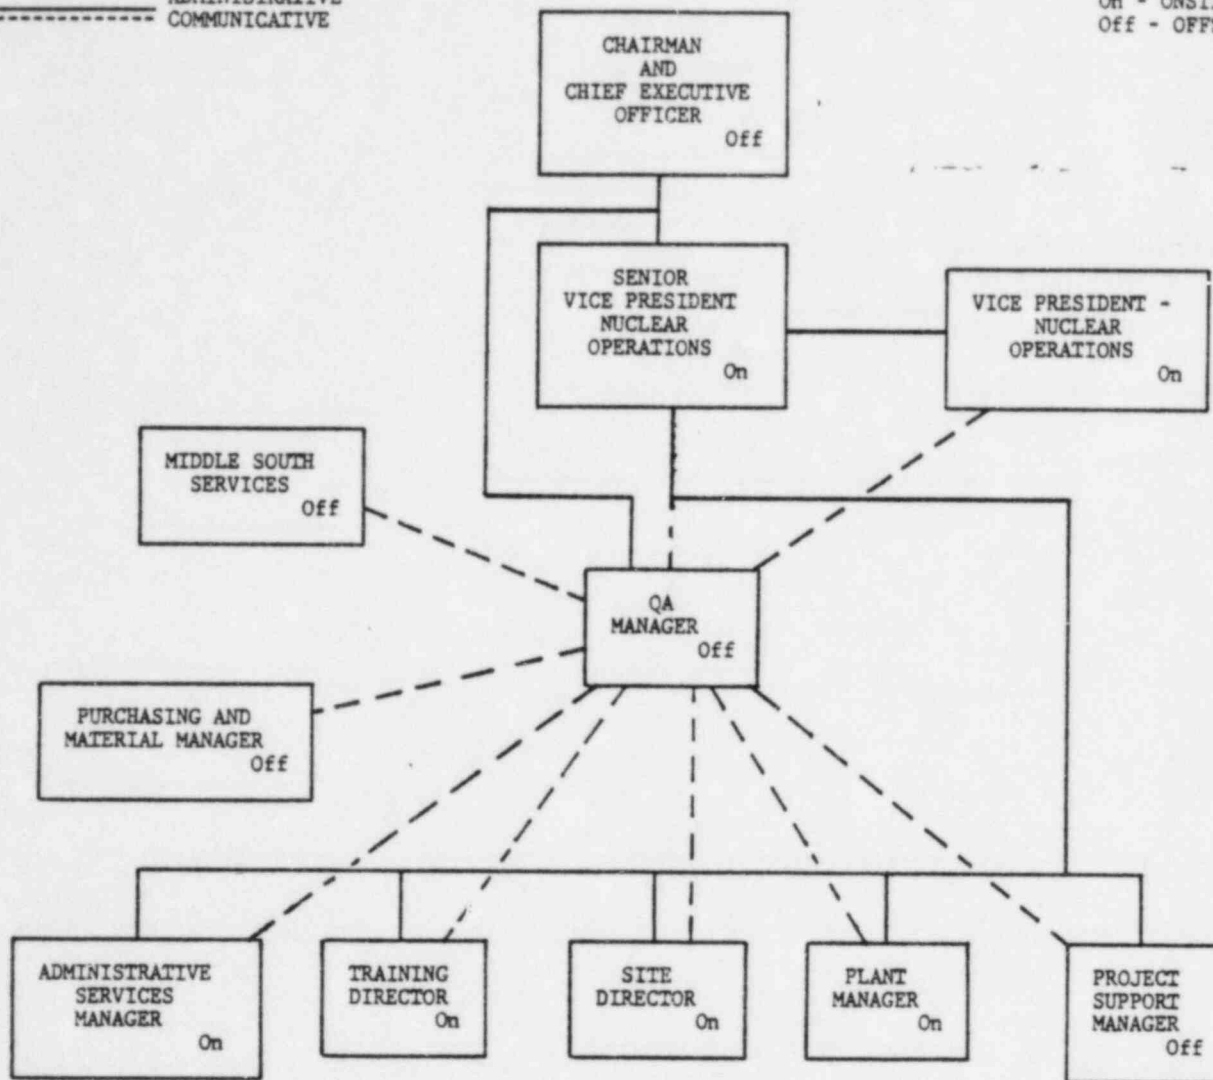 COMMUNICATIVE
Off -
CHAIRMAN
AND
CHIEF EXECUTIVE
OFFICER
Off
SENIOR
VICE PRESIDENT
NUCLEAR
OPERATIONS
On
VICE PRESIDENT -
NUCLEAR
OPERATIONS
On
MIDDLE SOUTH
SERVICES
Off
QA
MANAGER
Off
PURCHASING AND
MATERIAL MANAGER
Off
ADMINISTRATIVE
SERVICES
MANAGER
On
TRAINING
DIRECTOR
On
SITE
DIRECTOR
On
PLANT
MANAGER
On
PROJECT
SUPPORT
MANAGER
Off